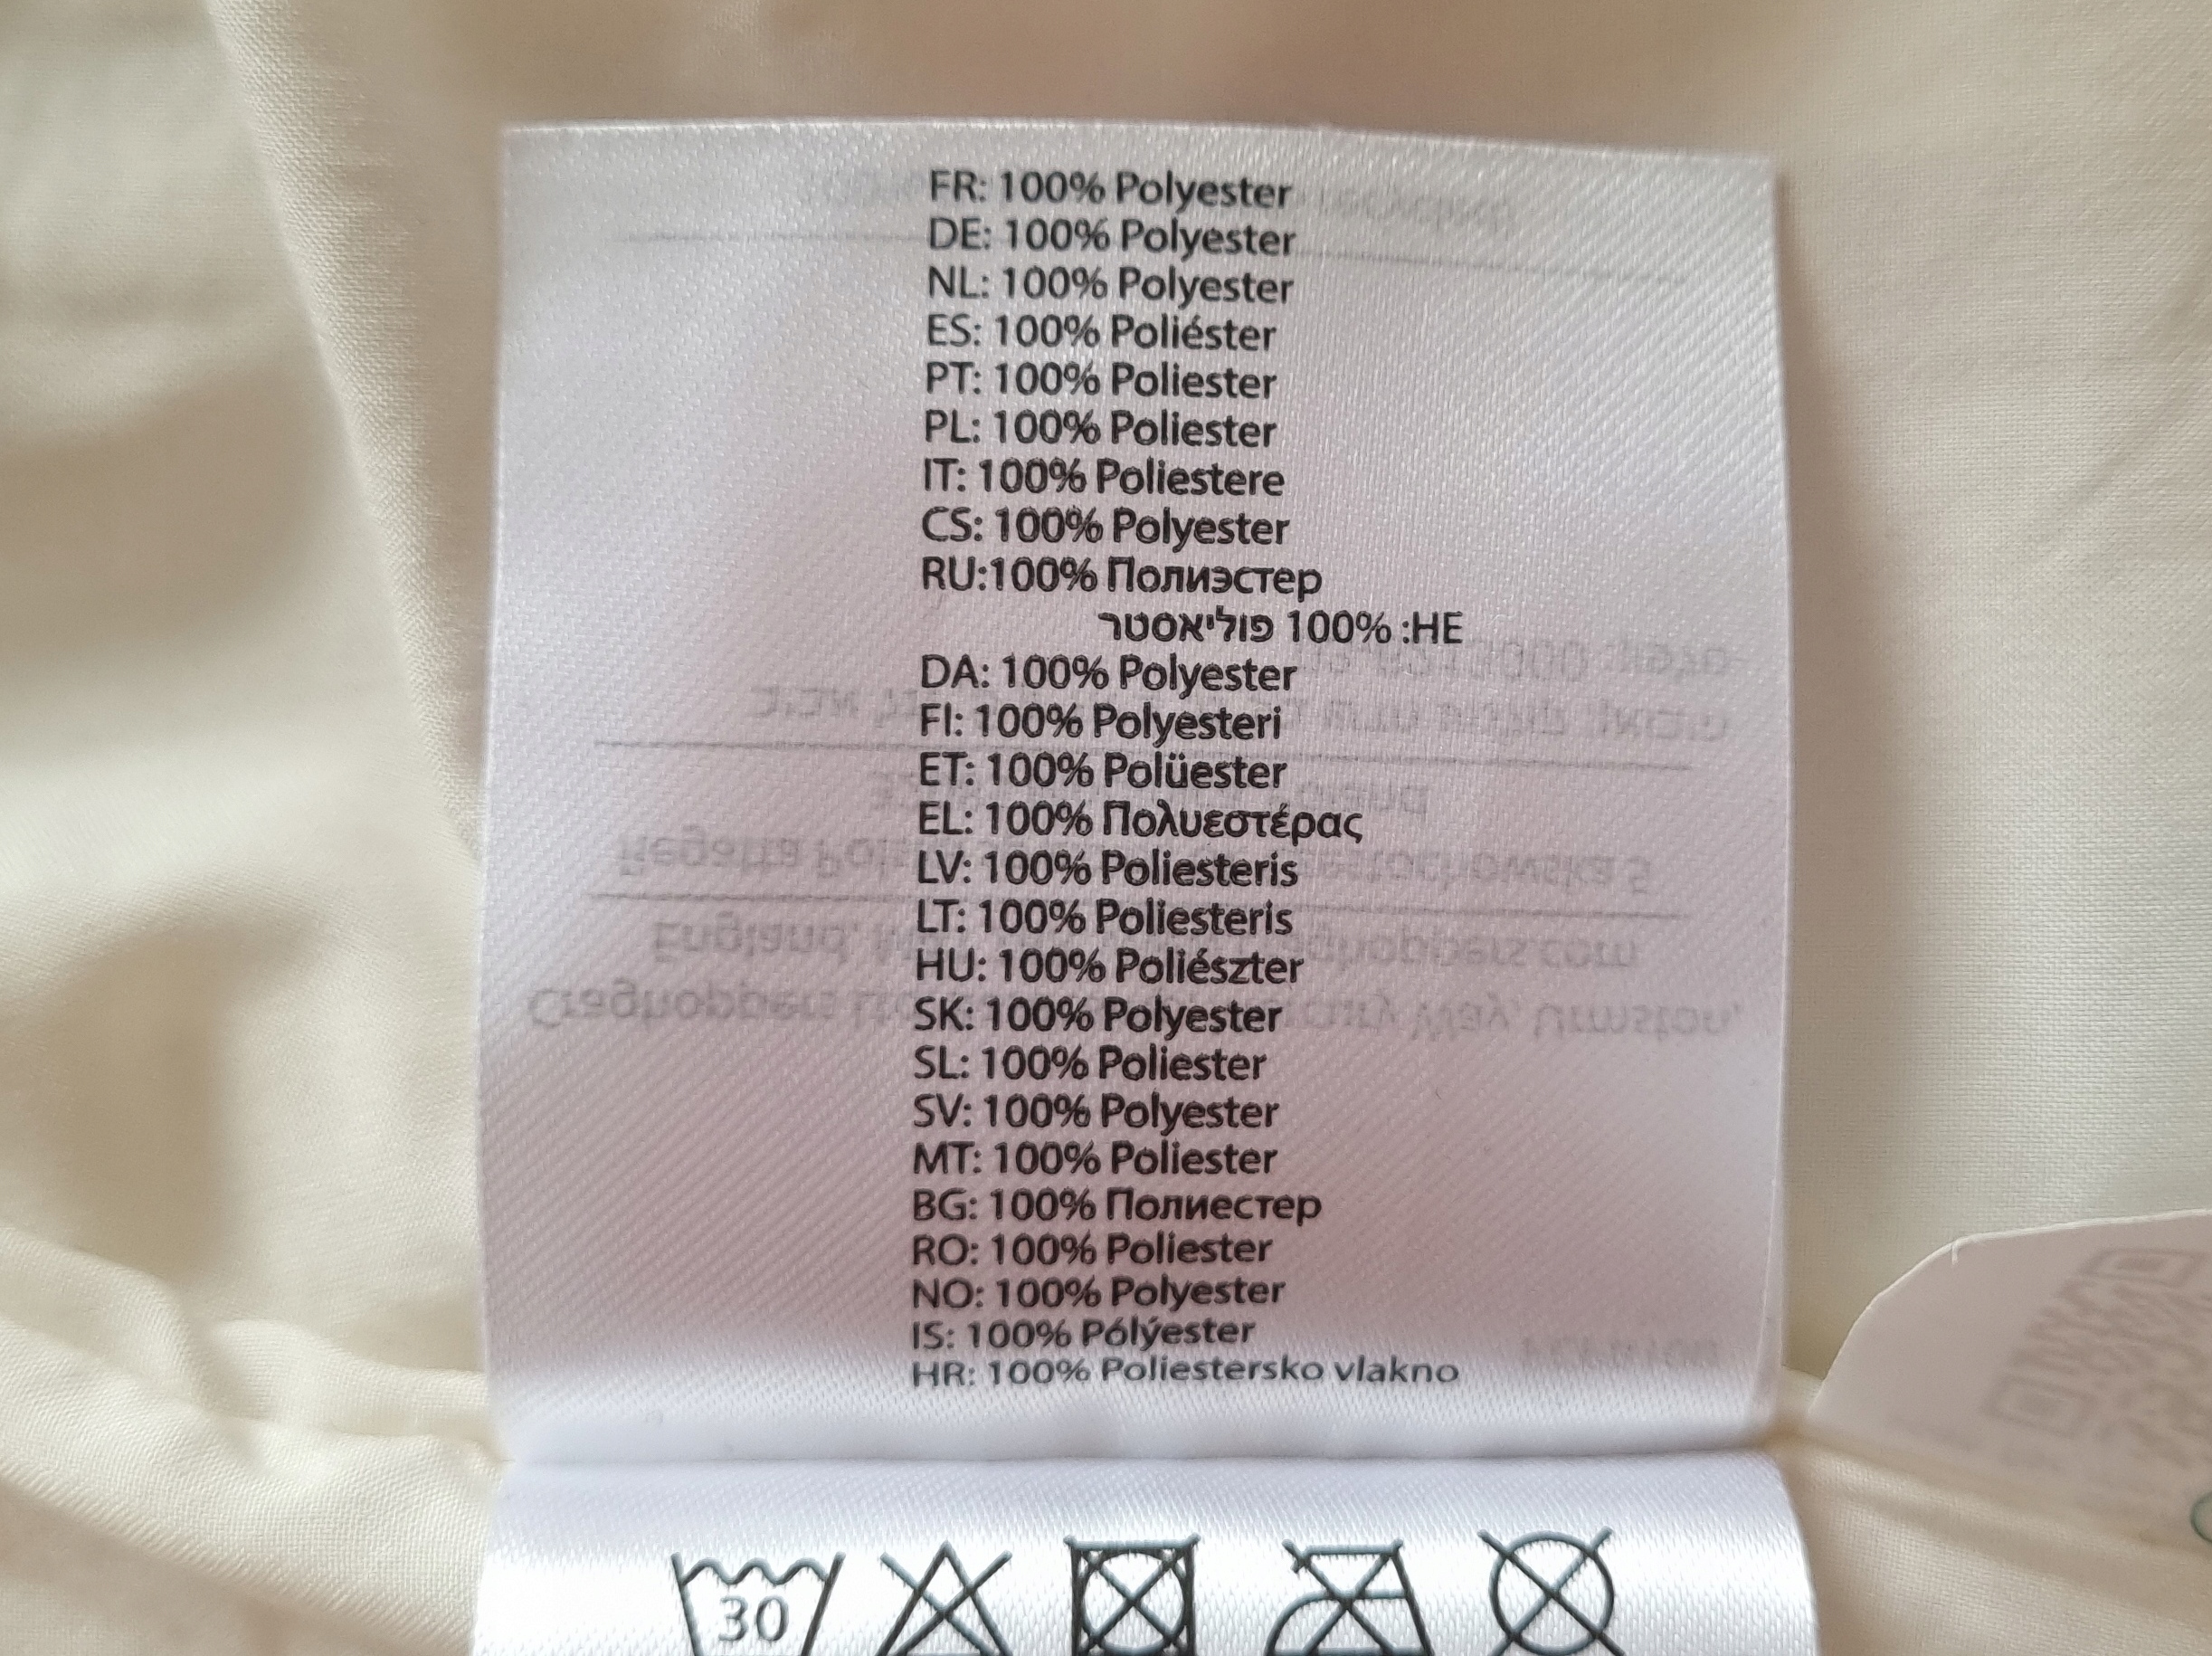 FR: 100% Polyester
DE: 100% Polyester
NL: 100% Polyester
ES: 100% Poliéster
PT: 100% Poliester
PL: 100% Poliester
IT: 100% Poliestere
CS: 100% Polyester
RU:100% Полиэстер
HE: 100% פוליאסטר
DA: 100% Polyester
FI: 100% Polyesteri
ET: 100% Polüester
EL: 100% Πολυεστέρας
LV: 100% Poliesteris
LT: 100% Poliesteris
HU: 100% Poliészter
SK: 100% Polyester
SL: 100% Poliester
SV: 100% Polyester
MT: 100% Poliester
BG: 100% Полиестер
RO: 100% Poliester
NO: 100% Polyester
IS: 100% Pólýester
HR: 100% Poliestersko vlakno
30